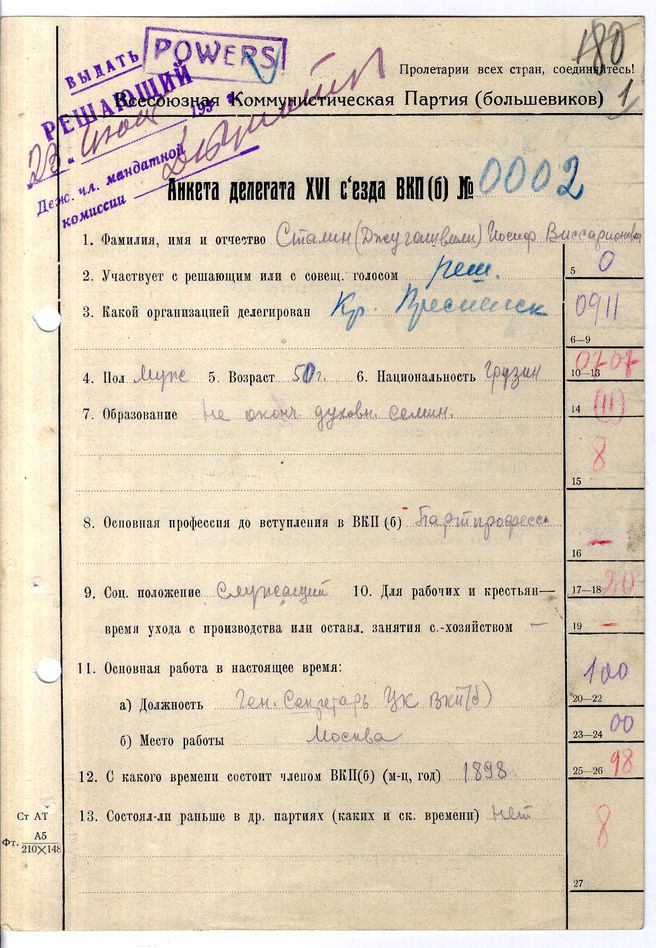 180
POWERS
ВЫДАТЬ
РЕШАЮЩИЙ
Пролетарии всех стран, соединяйтесь!
Всесоюзная Коммунистическая Партия (большевиков) 1
23 " июня 193
Деж. чл. мандатной
комиссии
Анкета делегата XVI с'езда ВКП(б) № 0002
1. Фамилия, имя и отчество Сталин (Джугашвили) Иосиф Виссарионович
2. Участвует с решающим или с совещ. голосом реш. 5 0
3. Какой организацией делегирован Кр. Пресненск 0911
6—9
4. Пол муж 5. Возраст 50 г. 6. Национальность грузин 10—13 0707
7. Образование не оконч. духовн. семин. 14 (11)
8
15
8. Основная профессия до вступления в ВКП(б) Партпрофесс
16 —
9. Соц. положение служащий 10. Для рабочих и крестьян— 17—18 20
время ухода с производства или оставл. занятия с.-хозяйством — 19 —
11. Основная работа в настоящее время: 100
а) Должность Ген. Секретарь ЦК ВКП(б) 20—22
б) Место работы Москва 23—24 00
12. С какого времени состоит членом ВКП(б) (м-ц, год) 1898. 25—26 98
13. Состоял-ли раньше в др. партиях (каких и ск. времени) нет 8
Ст АТ
Фт. А5
210×148
27